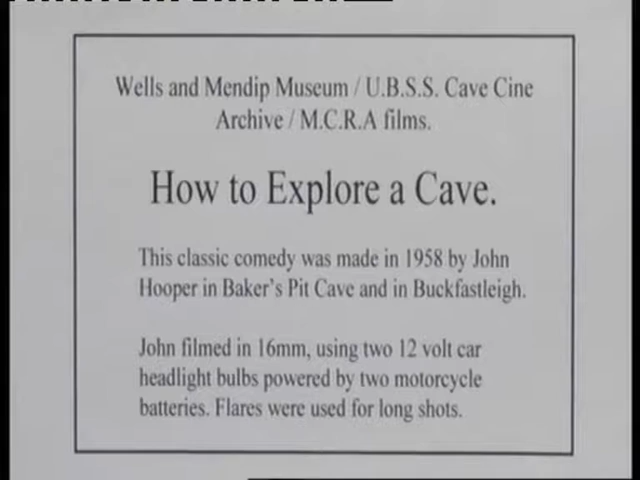 Wells and Mendip Museum / U.B.S.S. Cave Cine
Archive / M.C.R.A films.
How to Explore a Cave.
This classic comedy was made in 1958 by John
Hooper in Baker's Pit Cave and in Buckfastleigh.
John filmed in 16mm, using two 12 volt car
headlight bulbs powered by two motorcycle
batteries. Flares were used for long shots.